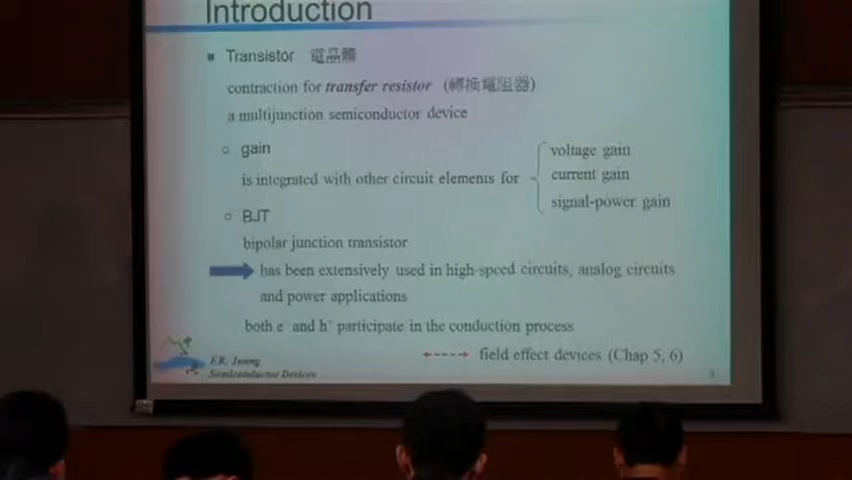 Introduction
Transistor 電晶體
contraction for transfer resistor (轉換電阻器)
a multijunction semiconductor device
gain
is integrated with other circuit elements for
voltage gain
current gain
signal-power gain
BJT
bipolar junction transistor
has been extensively used in high-speed circuits, analog circuits
and power applications
both e⁻ and h⁺ participate in the conduction process
field effect devices (Chap 5, 6)
F.R. Juang
Semiconductor Devices